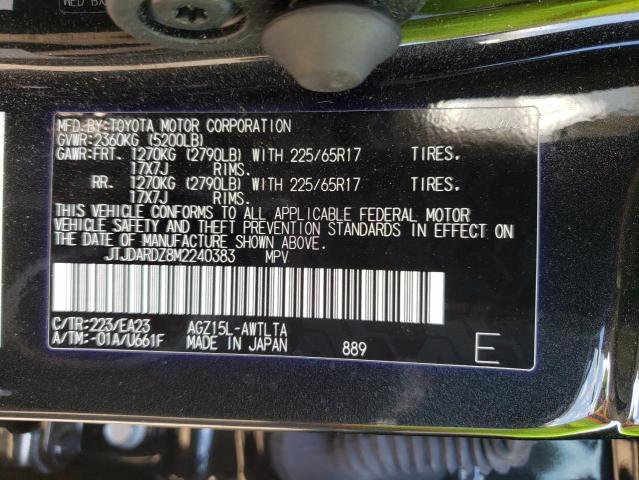 MFD.BY:TOYOTA MOTOR CORPORATION
GVWR:2360KG (5200LB)
GAWR:FRT. 1270KG (2790LB) WITH 225/65R17 TIRES.
17X7J RIMS.
RR. 1270KG (2790LB) WITH 225/65R17 TIRES.
17X7J RIMS.
THIS VEHICLE CONFORMS TO ALL APPLICABLE FEDERAL MOTOR
VEHICLE SAFETY AND THEFT PREVENTION STANDARDS IN EFFECT ON
THE DATE OF MANUFACTURE SHOWN ABOVE.
JTJDARDZ8M2240383 MPV
C/TR:223/EA23 AGZ15L-AWTLTA
A/TM:-01A/U661F MADE IN JAPAN 889 E